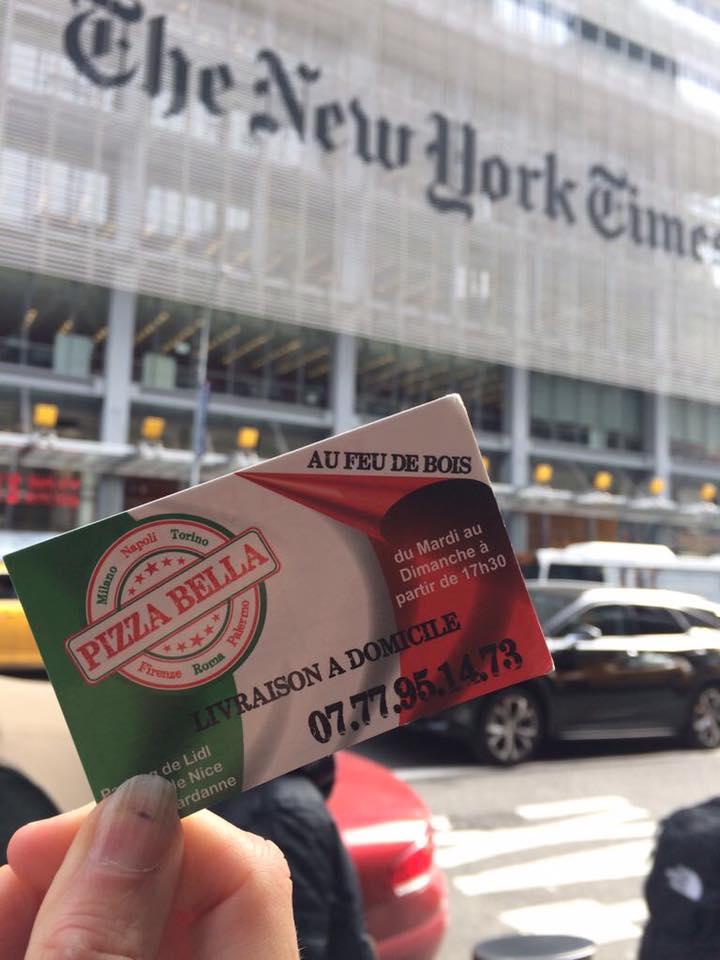 The New York Times
AU FEU DE BOIS
du Mardi au
Dimanche à
partir de 17h30
Milano Napoli Torino
PIZZA BELLA
Firenze Roma Palermo
LIVRAISON A DOMICILE
07.77.95.14.73
de Lidl
de Nice
ardanne